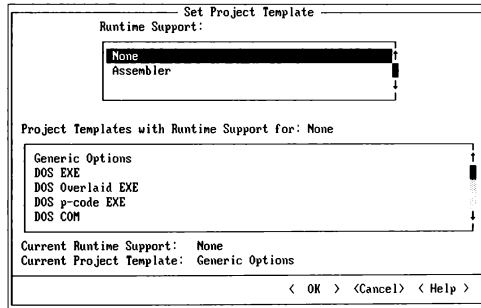 Set Project Template
Runtime Support:
None
Assembler
Project Templates with Runtime Support for: None
Generic Options
DOS EXE
DOS Overlaid EXE
DOS p-code EXE
DOS COM
Current Runtime Support: None
Current Project Template: Generic Options
< OK > <Cancel> < Help >